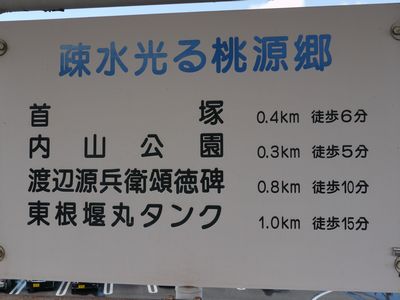 疎水光る桃源郷
首塚 0.4km 徒歩6分
内山公園 0.3km 徒歩5分
渡辺源兵衛頌徳碑 0.8km 徒歩10分
東根堰丸タンク 1.0km 徒歩15分